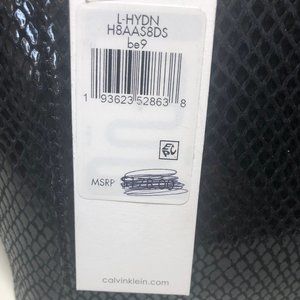 L-HYDN
H8AAS8DS
be9
1 93623 52863 8
MSRP
calvinklein.com